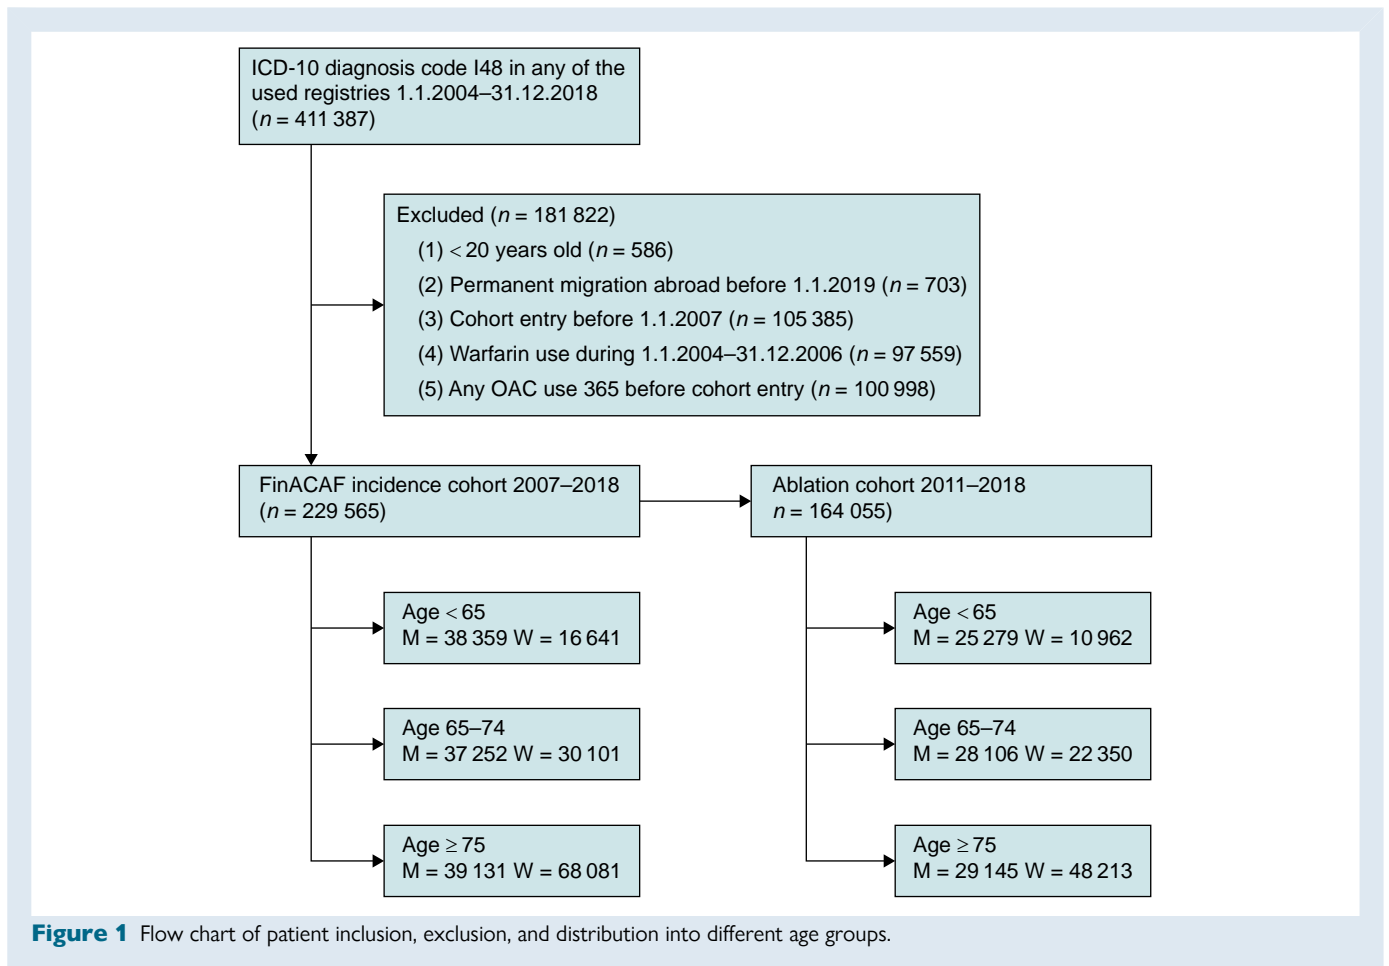 ICD-10 diagnosis code I48 in any of the
used registries 1.1.2004–31.12.2018
(n = 411 387)
Excluded (n = 181 822)
(1) < 20 years old (n = 586)
(2) Permanent migration abroad before 1.1.2019 (n = 703)
(3) Cohort entry before 1.1.2007 (n = 105 385)
(4) Warfarin use during 1.1.2004–31.12.2006 (n = 97 559)
(5) Any OAC use 365 before cohort entry (n = 100 998)
FinACAF incidence cohort 2007–2018
(n = 229 565)
Ablation cohort 2011–2018
n = 164 055)
Age < 65
M = 38 359 W = 16 641
Age < 65
M = 25 279 W = 10 962
Age 65–74
M = 37 252 W = 30 101
Age 65–74
M = 28 106 W = 22 350
Age ≥ 75
M = 39 131 W = 68 081
Age ≥ 75
M = 29 145 W = 48 213
Figure 1 Flow chart of patient inclusion, exclusion, and distribution into different age groups.